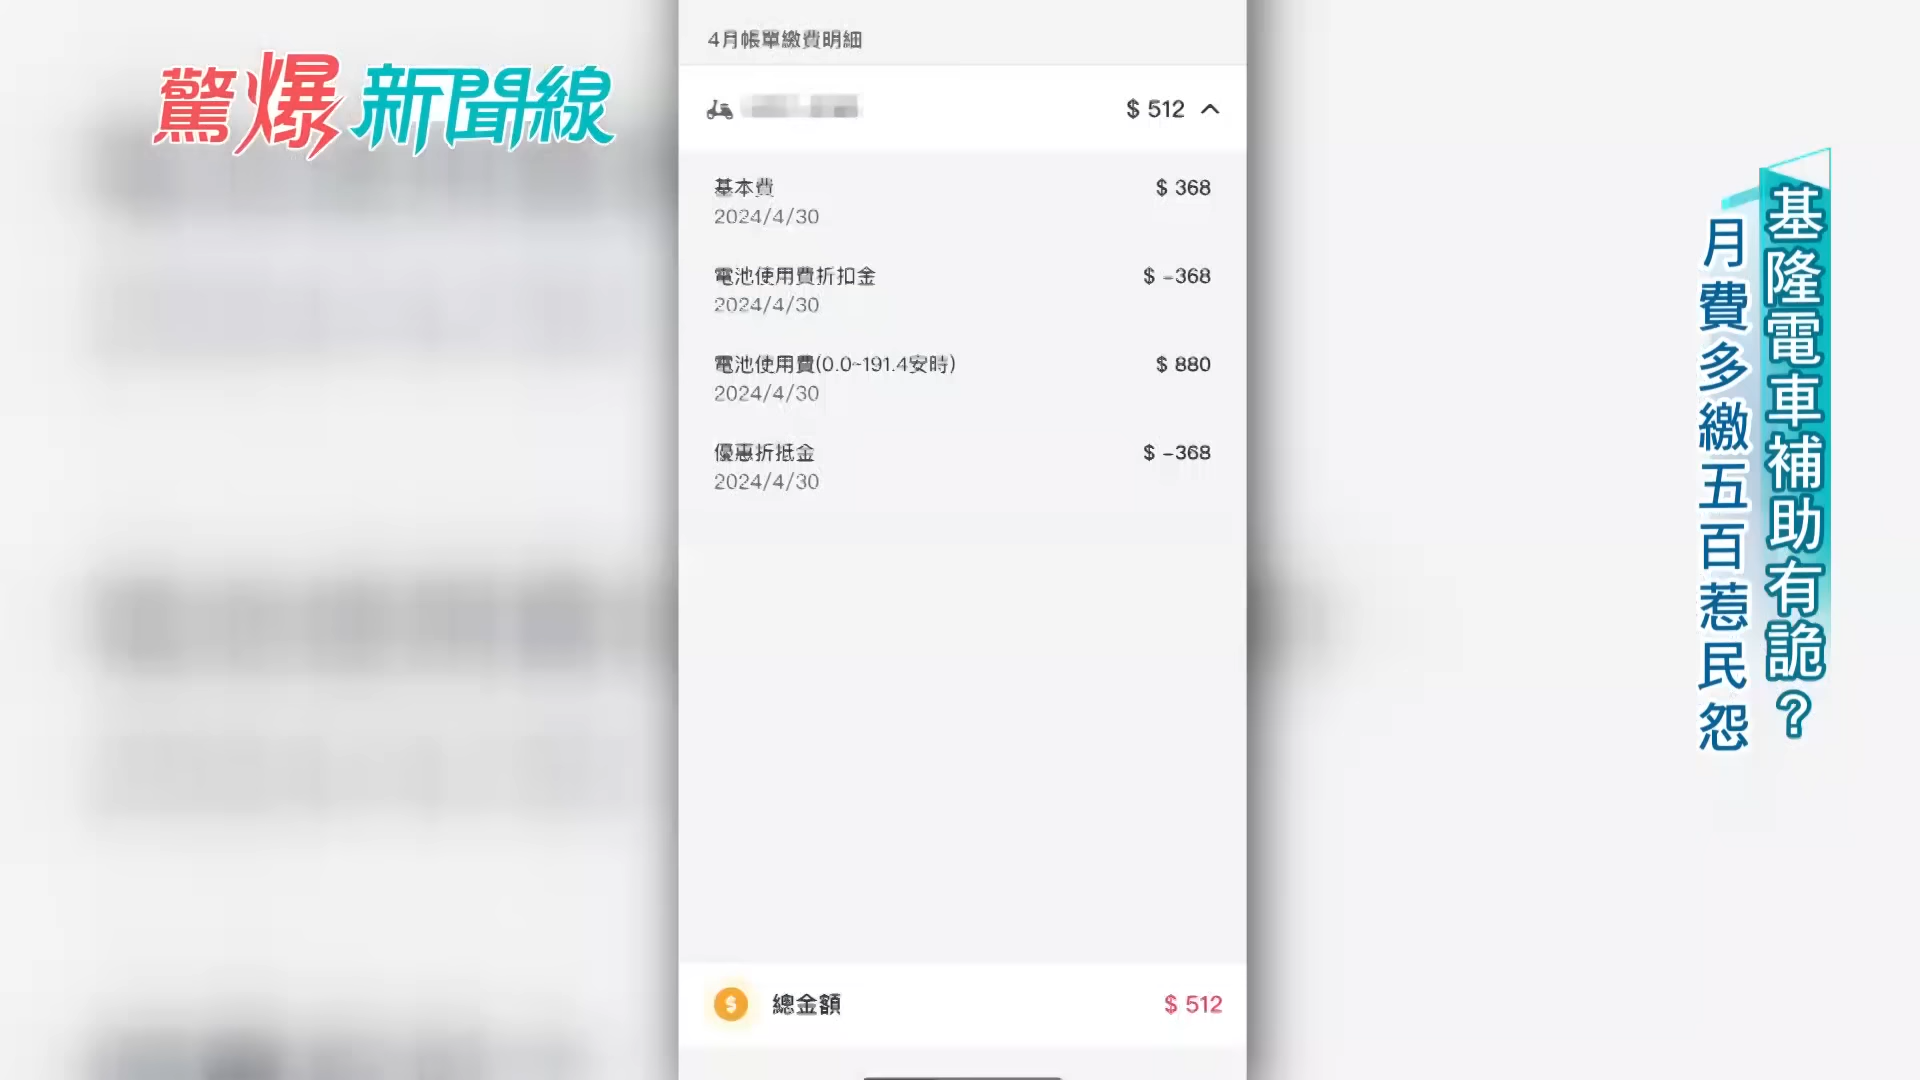 驚爆新聞線
4月帳單繳費明細
$ 512
基本費
$ 368
2024/4/30
電池使用費折扣金
$ -368
2024/4/30
電池使用費(0.0~191.4安時)
$ 880
2024/4/30
優惠折抵金
$ -368
2024/4/30
總金額
$ 512
基隆電車補助有詭?
月費多繳五百惹民怨